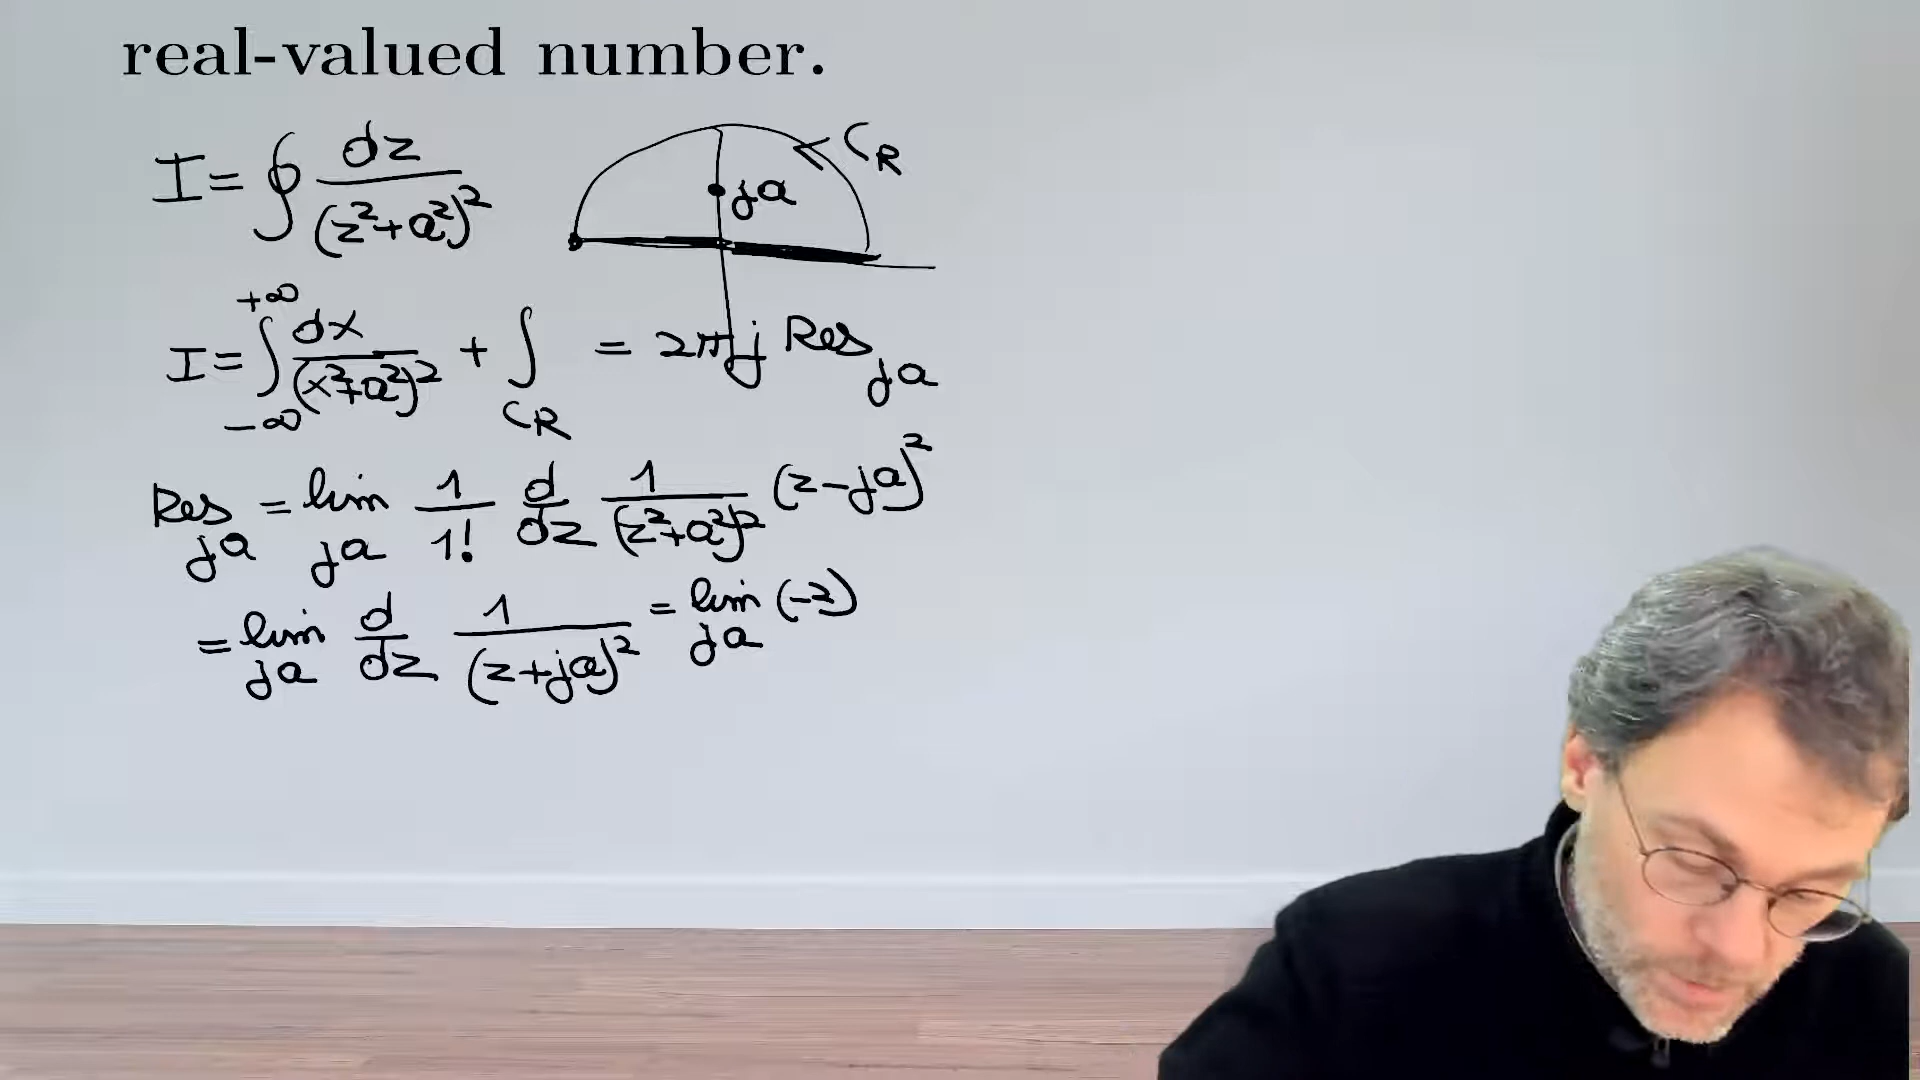 real-valued number.
I = ∮ dz / (z²+a²)²
C_R
ja
I = ∫_{-∞}^{+∞} dx / (x²+a²)² + ∫_{CR} = 2πj Res_{ja}
Res_{ja} = lim_{ja} 1/1! d/dz 1/(z²+a²)² (z-ja)²
= lim_{ja} d/dz 1/(z+ja)² = lim_{ja} (-2)